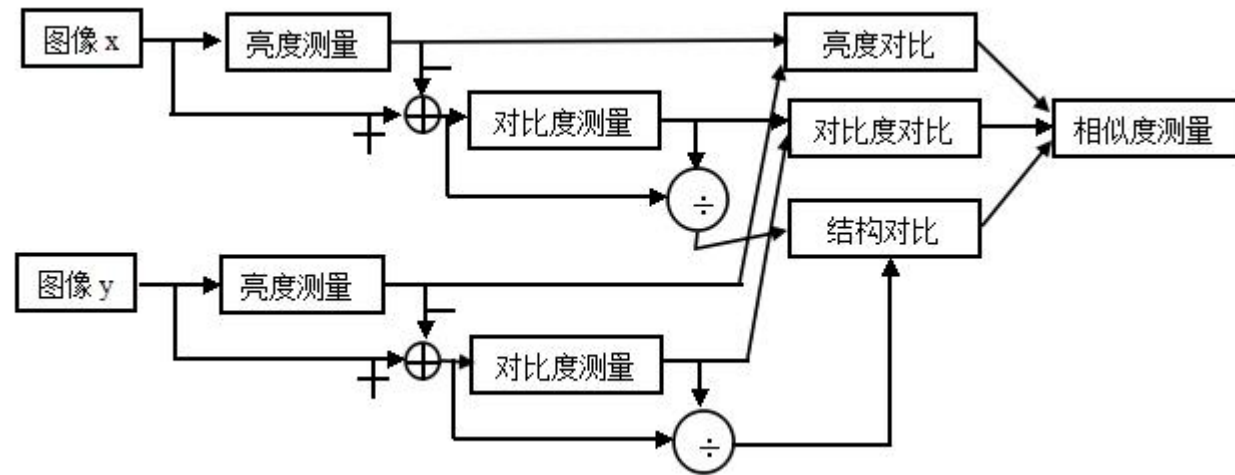 图像 x
亮度测量
亮度对比
−
+
对比度测量
对比度对比
相似度测量
÷
结构对比
图像 y
亮度测量
−
+
对比度测量
÷